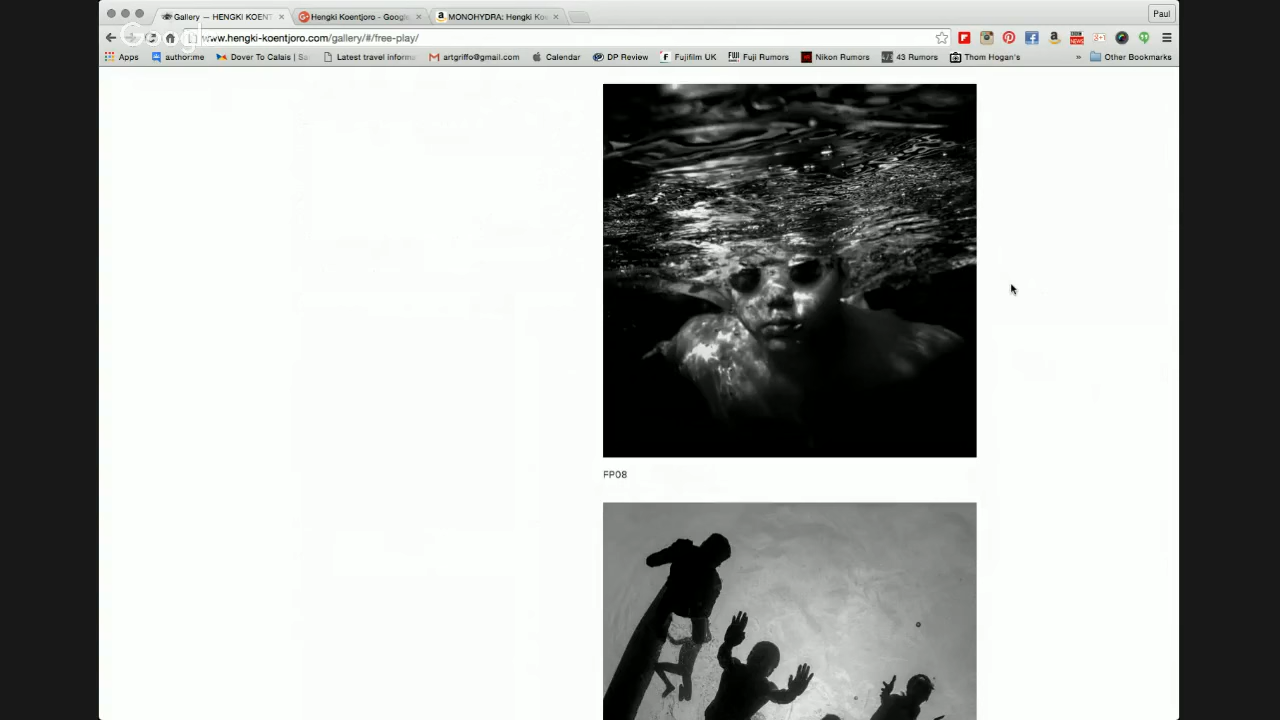 Gallery — HENGKI KOENT
Hengki Koentjoro - Google
MONOHYDRA: Hengki Ko
Paul
www.hengki-koentjoro.com/gallery/#/free-play/
Apps
author:me
Dover To Calais | Sa
Latest travel informa
artgriffo@gmail.com
Calendar
DP Review
Fujifilm UK
Fuji Rumors
Nikon Rumors
43 Rumors
Thom Hogan's
»
Other Bookmarks
FP08